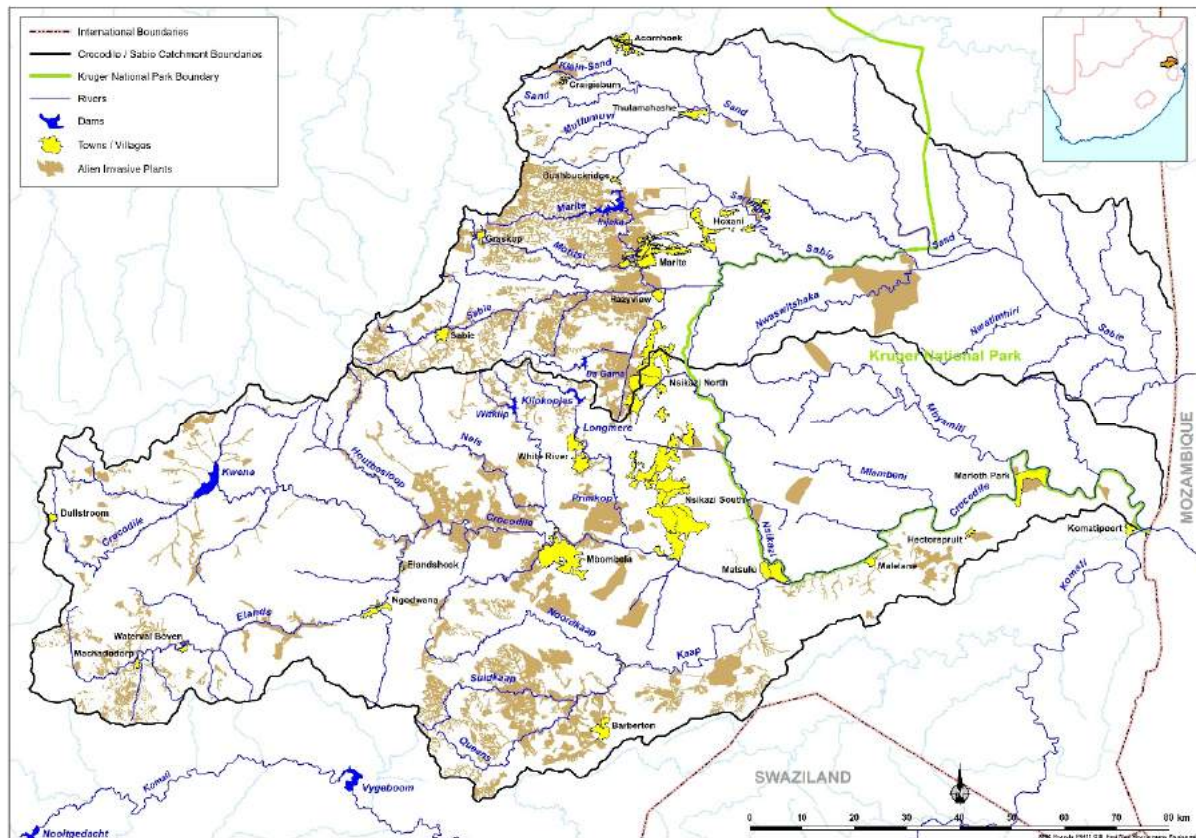 International Boundaries
Crocodile / Sabie Catchment Boundaries
Kruger National Park Boundary
Rivers
Dams
Towns / Villages
Alien Invasive Plants
Acornhoek
Klein-Sand
Craigieburn
Sand
Thulamahashe
Sand
Mutlumuvi
Bushbuckridge
Marite
Injaka
Hoxani
Graskop
Motitsi
Marite
Sabie
Sand
Hazyview
Nwaswitshaka
Nwatimhiri
Sabie
Sabie
Sabie
Kruger National Park
Da Gama
Nsikazi North
Witklip
Klipkopjes
Longmere
Mbyamiti
MOZAMBIQUE
Nels
Houtbosloop
White River
Kwena
Mlambeni
Marloth Park
Primkop
Nsikazi South
Crocodile
Dullstroom
Crocodile
Crocodile
Nsikazi
Komatipoort
Hectorspruit
Elandshoek
Mbombela
Matsulu
Malelane
Komati
Ngodwana
Elands
Noordkaap
Waterval Boven
Machadodorp
Kaap
Suidkaap
Barberton
Queens
SWAZILAND
Komati
Vygeboom
Nooitgedacht
0 10 20 30 40 50 60 70 80 km